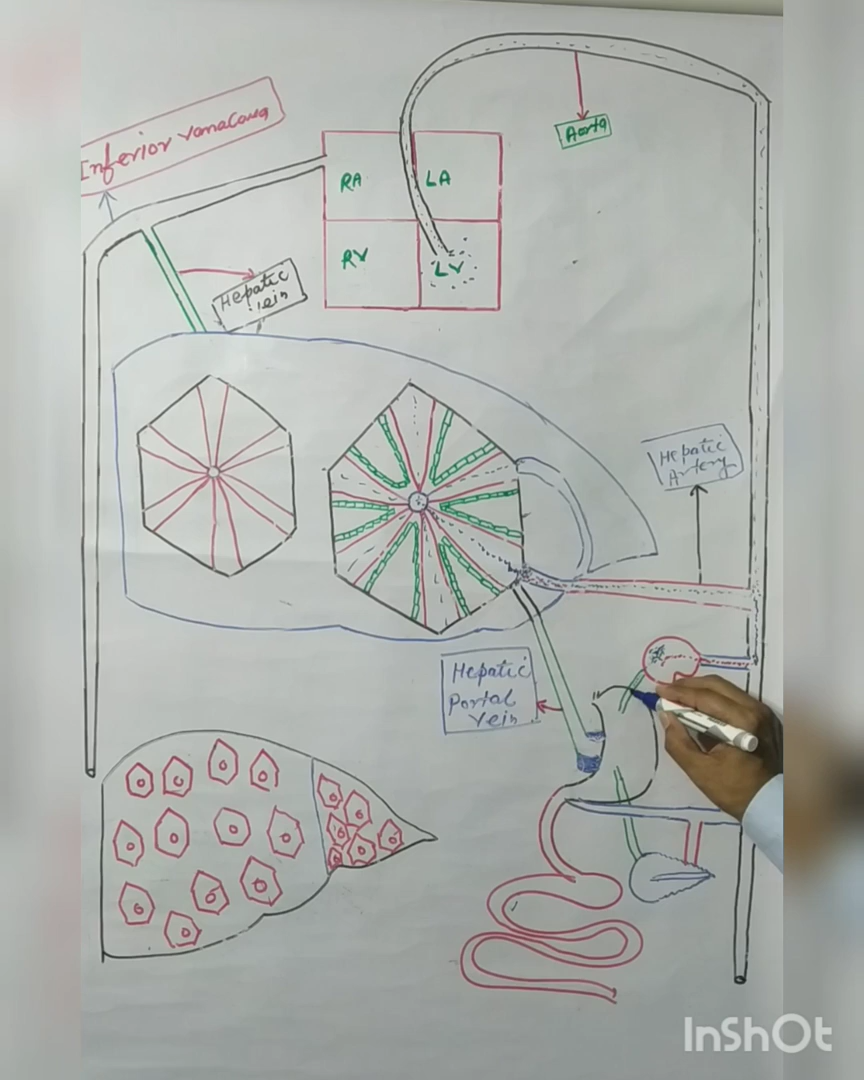 Inferior vanacava
Aorta
RA
LA
RV
LV
Hepatic
vein
Hepatic
Artery
Hepatic
Portal
vein
InShOt